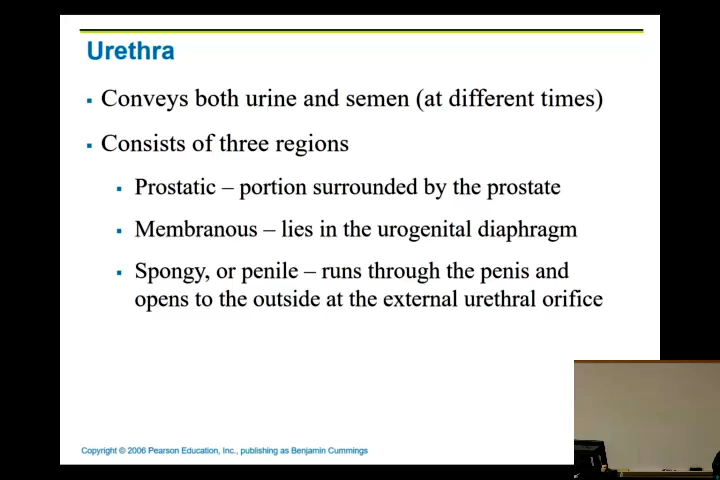 Urethra
▪ Conveys both urine and semen (at different times)
▪ Consists of three regions
▪ Prostatic – portion surrounded by the prostate
▪ Membranous – lies in the urogenital diaphragm
▪ Spongy, or penile – runs through the penis and
opens to the outside at the external urethral orifice
Copyright © 2006 Pearson Education, Inc., publishing as Benjamin Cummings